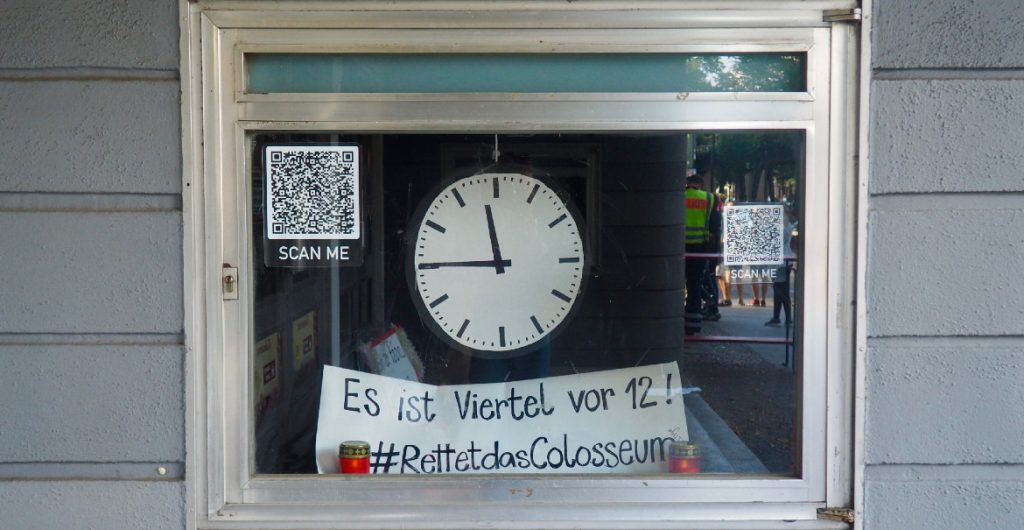 SCAN ME
SCAN ME
Es ist Viertel vor 12!
#RettetdasColosseum